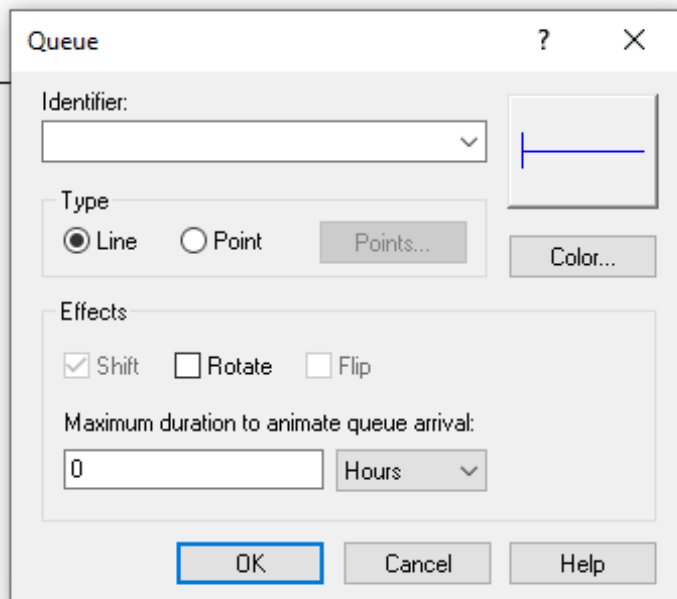 Queue ?
Identifier:
Type
Line Point Points...
Color...
Effects
Shift Rotate Flip
Maximum duration to animate queue arrival:
0 Hours
OK Cancel Help